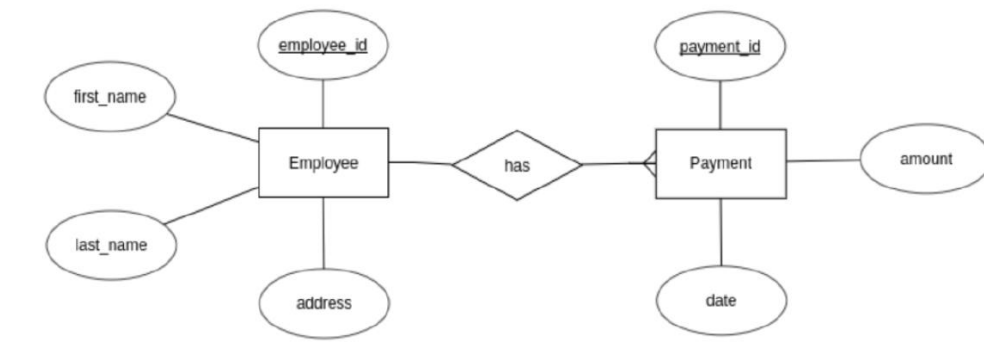 employee_id
payment_id
first_name
Employee
has
Payment
amount
last_name
address
date